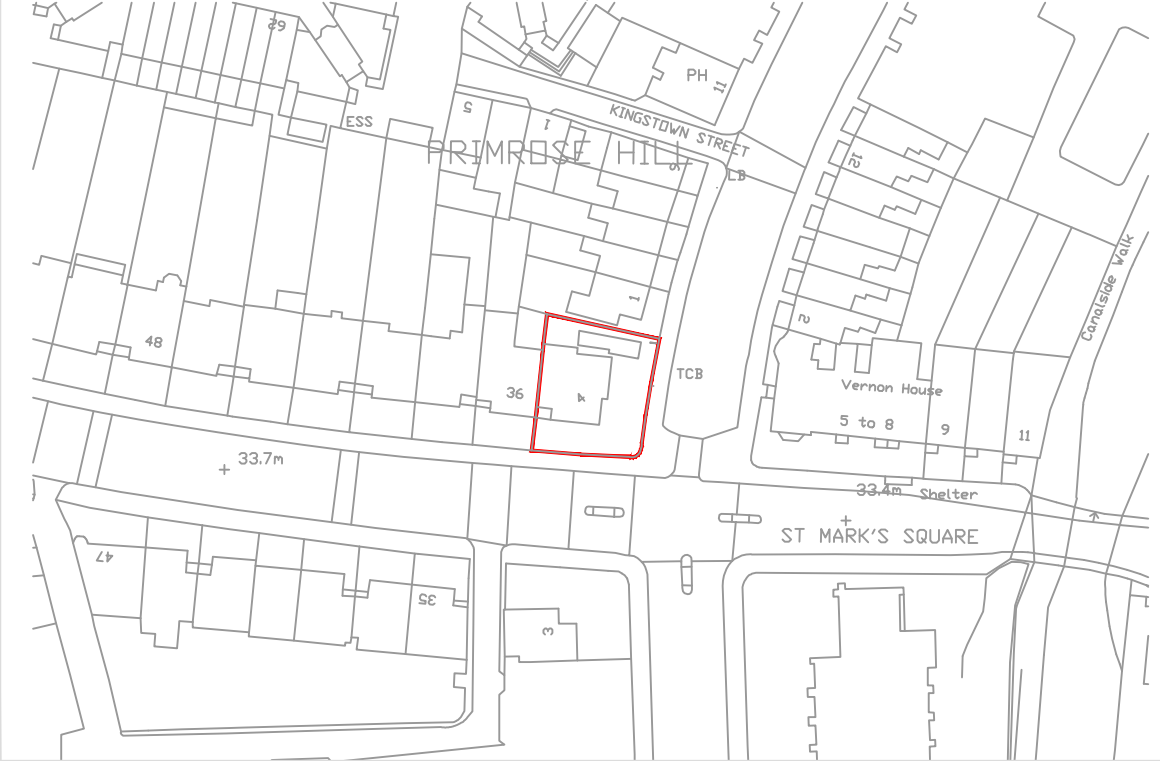 62
PH
11
5
ESS
1
KINGSTOWN STREET
PRIMROSE HILL
6
LB
12
Canalside Walk
1
2
48
TCB
36
4
Vernon House
5 to 8
9
11
33.7m
33.4m
Shelter
ST MARK'S SQUARE
47
35
3